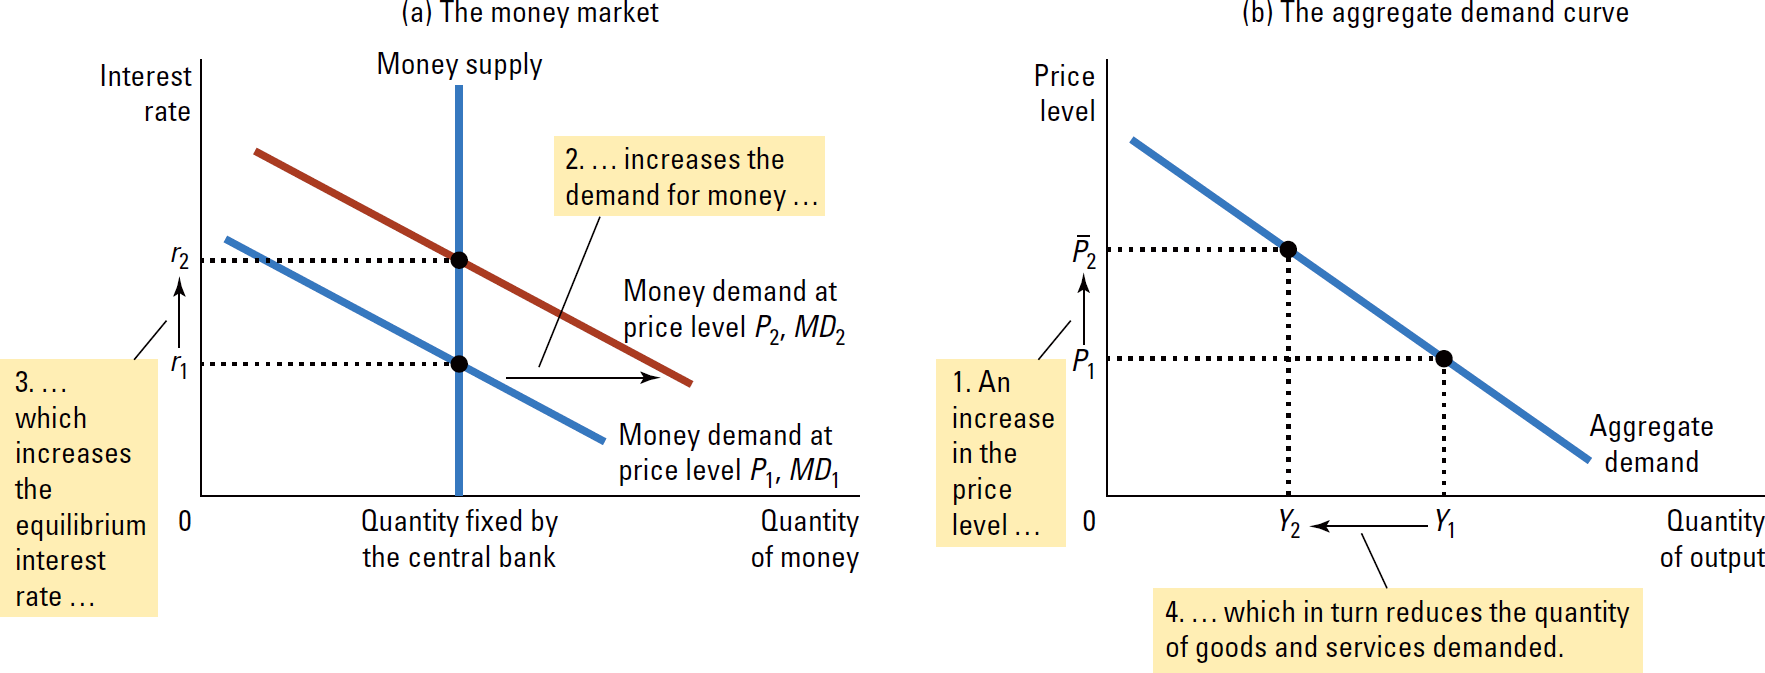 (a) The money market
Interest
rate
Money supply
2. … increases the
demand for money …
r2
r1
Money demand at
price level P2, MD2
Money demand at
price level P1, MD1
3. …
which
increases
the
equilibrium
interest
rate …
0
Quantity fixed by
the central bank
Quantity
of money
(b) The aggregate demand curve
Price
level
P̅2
P1
1. An
increase
in the
price
level …
Aggregate
demand
0
Y2
Y1
Quantity
of output
4. … which in turn reduces the quantity
of goods and services demanded.